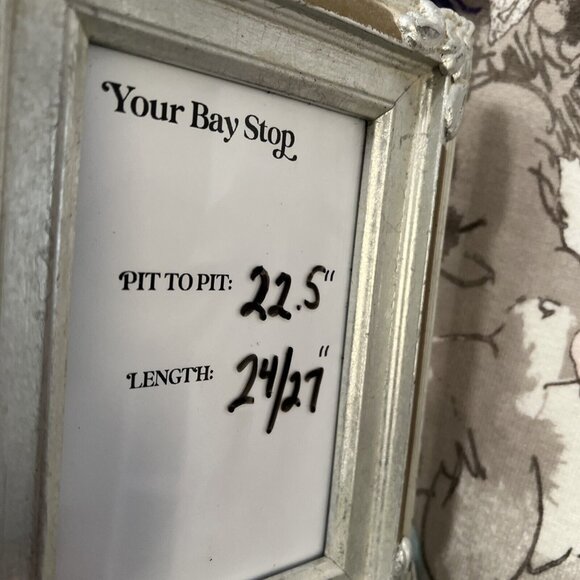 Your Bay Stop
PIT TO PIT: 22.5"
LENGTH: 24/27"